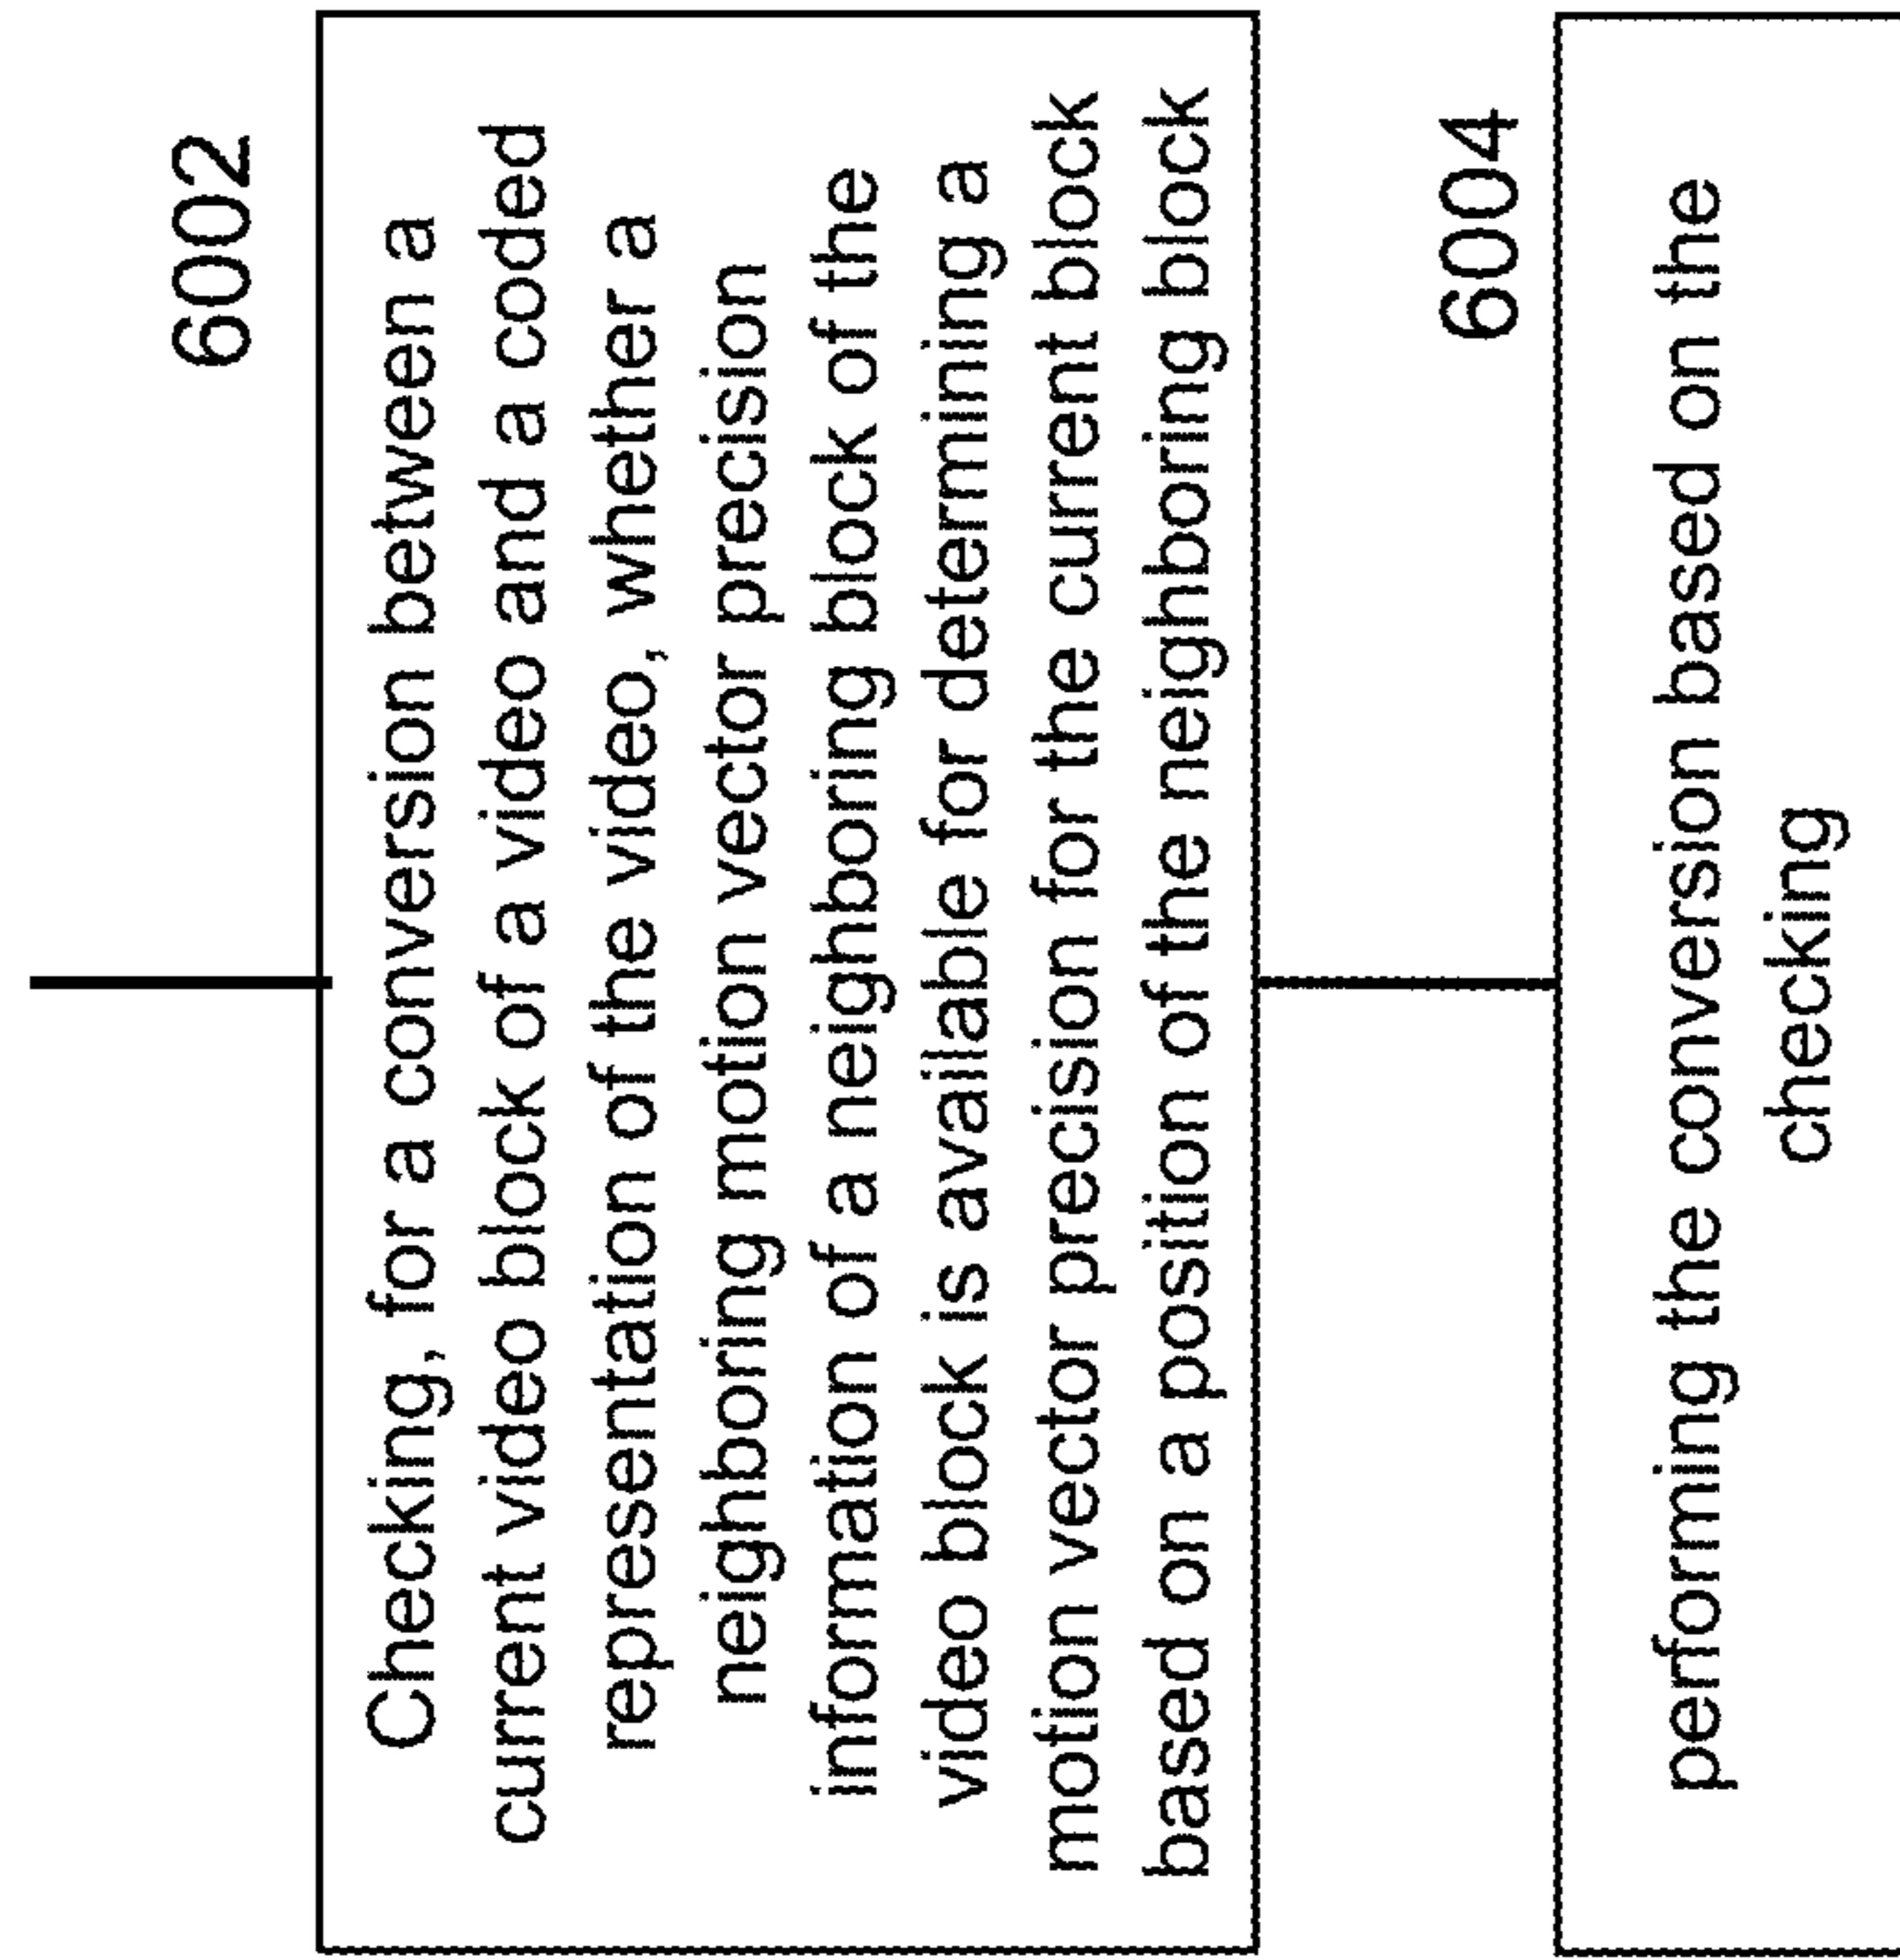 6002
Checking, for a conversion between a
current video block of a video and a coded
representation of the video, whether a
neighboring motion vector precision
information of a neighboring block of the
video block is available for determining a
motion vector precision for the current block
based on a position of the neighboring block
6004
performing the conversion based on the
checking